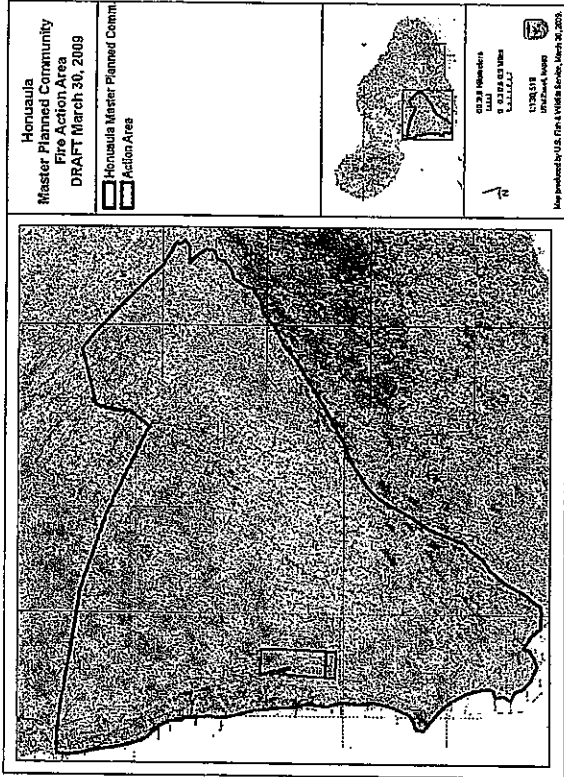 Honuaula
Master Planned Community
Fire Action Area
DRAFT March 30, 2009
Honuaula Master Planned Comm.
Action Area
N
Map produced by U.S. Fish & Wildlife Service, March 30, 2009.